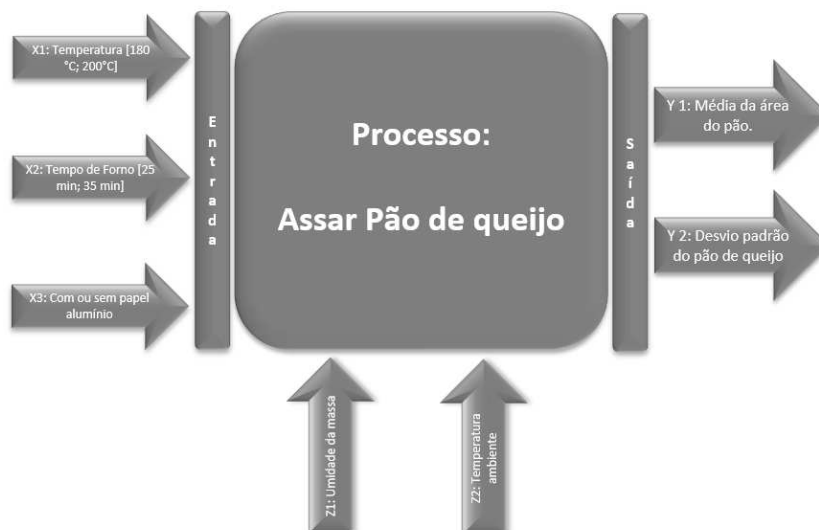 X1: Temperatura [180
°C; 200°C]
X2: Tempo de Forno [25
min; 35 min]
X3: Com ou sem papel
alumínio
Entrada
Processo:
Assar Pão de queijo
Saída
Y 1: Média da área
do pão.
Y 2: Desvio padrão
do pão de queijo
Z1: Umidade da massa
Z2: Temperatura
ambiente